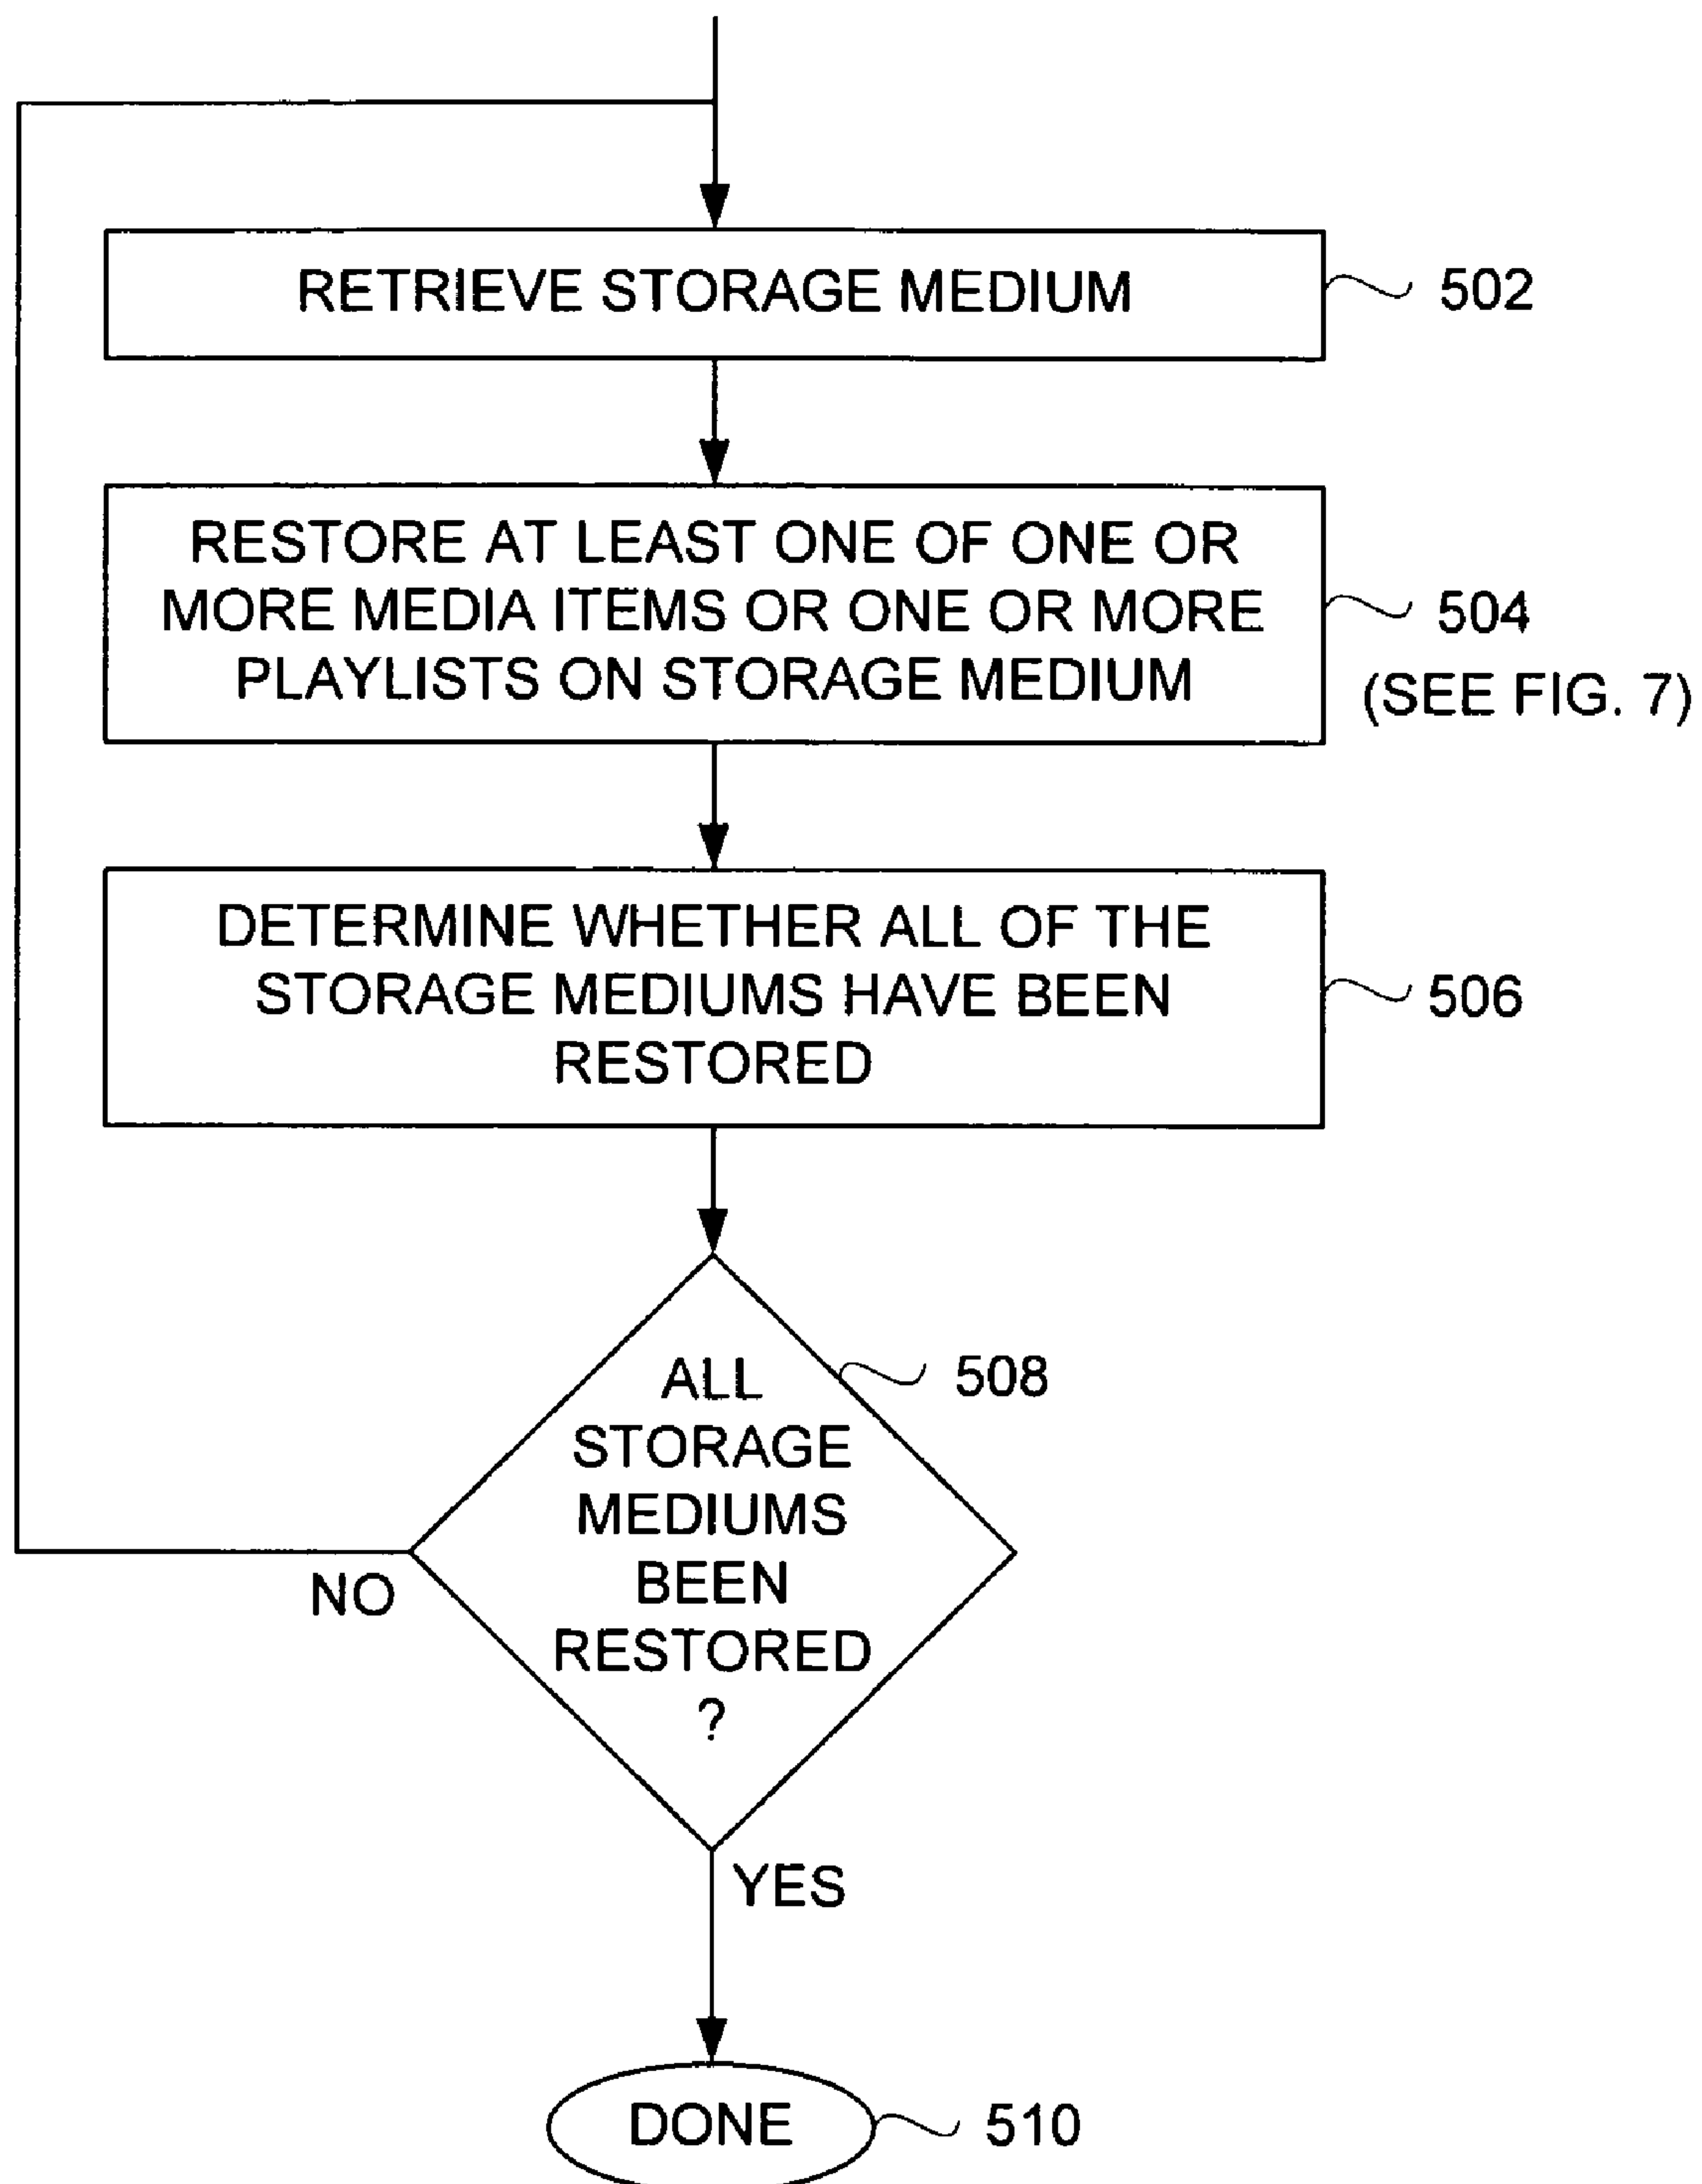 RETRIEVE STORAGE MEDIUM
502
RESTORE AT LEAST ONE OF ONE OR
MORE MEDIA ITEMS OR ONE OR MORE
PLAYLISTS ON STORAGE MEDIUM
504
(SEE FIG. 7)
DETERMINE WHETHER ALL OF THE
STORAGE MEDIUMS HAVE BEEN
RESTORED
506
ALL
STORAGE
MEDIUMS
BEEN
RESTORED
?
508
NO
YES
DONE
510